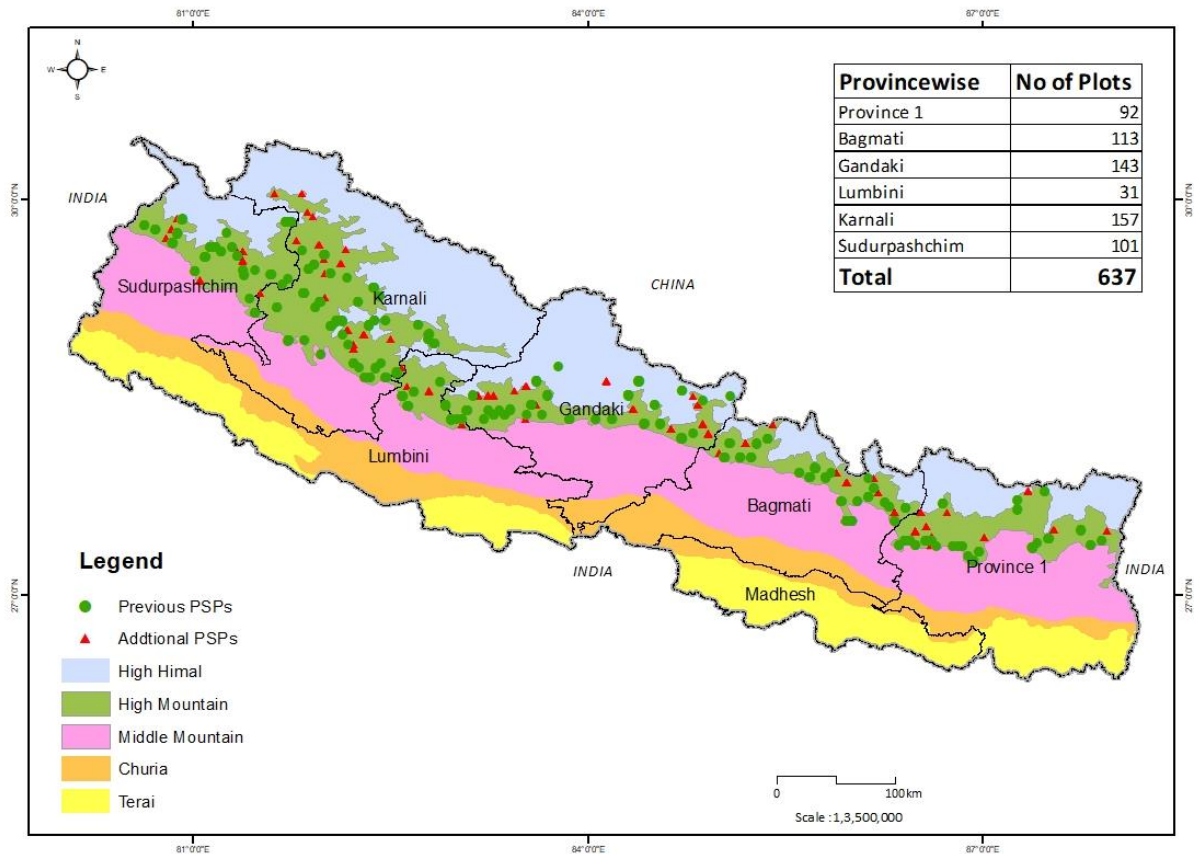 81°0'0"E 84°0'0"E 87°0'0"E
N
W E
S
Provincewise No of Plots
Province 1 92
Bagmati 113
Gandaki 143
Lumbini 31
Karnali 157
Sudurpashchim 101
Total 637
30°0'0"N 30°0'0"N
INDIA
CHINA
Sudurpashchim
Karnali
Gandaki
Lumbini
Bagmati
Province 1
INDIA
INDIA
Madhesh
27°0'0"N 27°0'0"N
Legend
Previous PSPs
Addtional PSPs
High Himal
High Mountain
Middle Mountain
Churia
Terai
0 100km
Scale :1,3,500,000
81°0'0"E 84°0'0"E 87°0'0"E